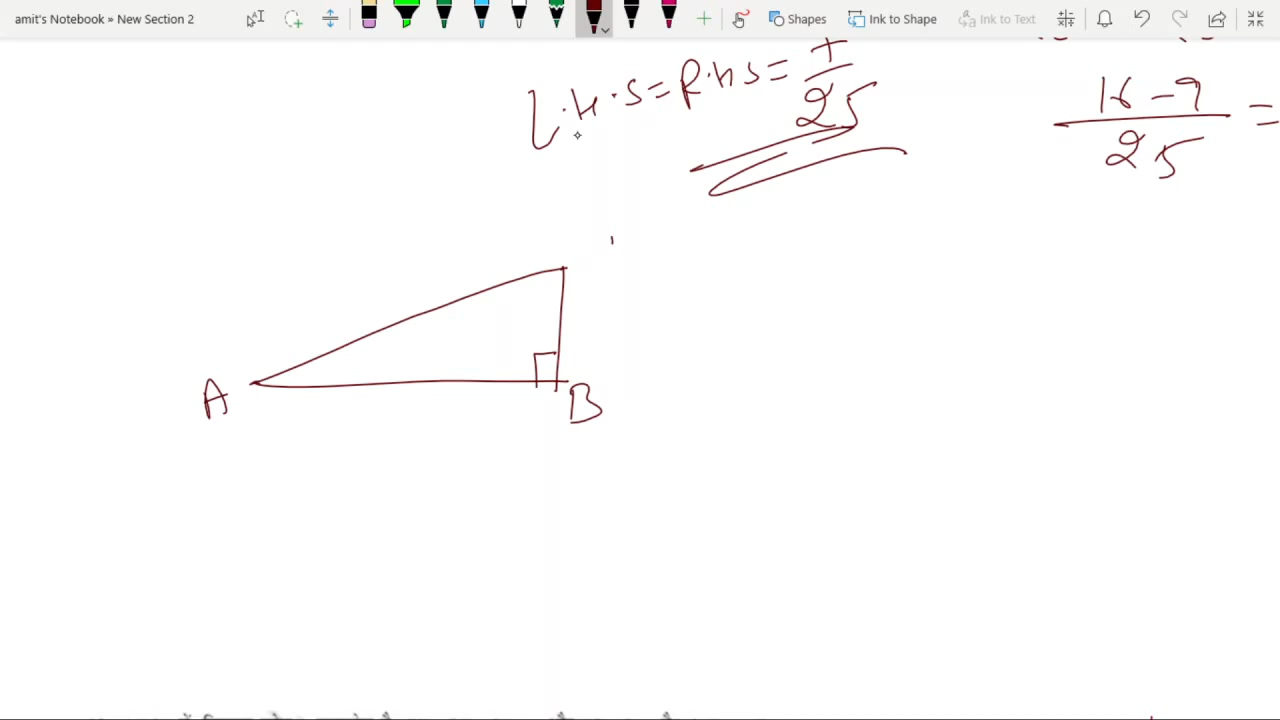 amit's Notebook » New Section 2
Shapes
Ink to Shape
Ink to Text
L.H.S = R.h.s = 7/25
16 - 9 / 25 =
A
B